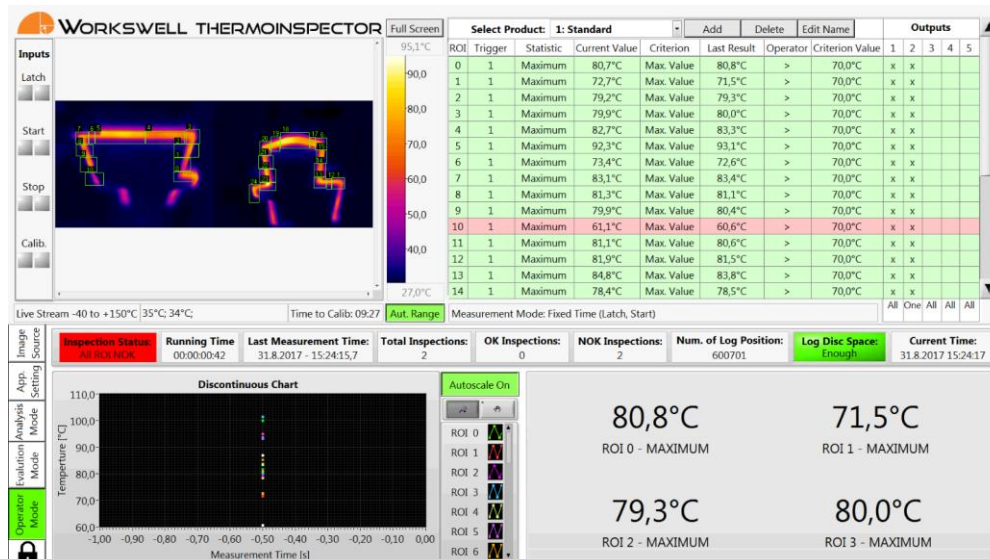 WORKSWELL THERMOINSPECTOR
Full Screen
Select Product: 1: Standard Add Delete Edit Name Outputs
Inputs
Latch
Start
Stop
Calib.
95,1°C
90,0
80,0
70,0
60,0
50,0
40,0
27,0°C
ROI Trigger Statistic Current Value Criterion Last Result Operator Criterion Value 1 2 3 4 5
0 1 Maximum 80,7°C Max. Value 80,8°C > 70,0°C x x
1 1 Maximum 72,7°C Max. Value 71,5°C > 70,0°C x x
2 1 Maximum 79,2°C Max. Value 79,3°C > 70,0°C x x
3 1 Maximum 79,9°C Max. Value 80,0°C > 70,0°C x x
4 1 Maximum 82,7°C Max. Value 83,3°C > 70,0°C x x
5 1 Maximum 92,3°C Max. Value 93,1°C > 70,0°C x x
6 1 Maximum 73,4°C Max. Value 72,6°C > 70,0°C x x
7 1 Maximum 83,1°C Max. Value 83,4°C > 70,0°C x x
8 1 Maximum 81,3°C Max. Value 81,1°C > 70,0°C x x
9 1 Maximum 79,9°C Max. Value 80,4°C > 70,0°C x x
10 1 Maximum 61,1°C Max. Value 60,6°C > 70,0°C x x
11 1 Maximum 81,1°C Max. Value 80,6°C > 70,0°C x x
12 1 Maximum 81,9°C Max. Value 81,5°C > 70,0°C x x
13 1 Maximum 84,8°C Max. Value 83,8°C > 70,0°C x x
14 1 Maximum 78,4°C Max. Value 78,5°C > 70,0°C x x
All One All All All
Live Stream -40 to +150°C 35°C; 34°C; Time to Calib: 09:27 Aut. Range Measurement Mode: Fixed Time (Latch, Start)
Image Source
App. Setting
Analysis Mode
Evalution Mode
Operator Mode
Inspection Status: Running Time Last Measurement Time: Total Inspections: OK Inspections: NOK Inspections: Num. of Log Position: Log Disc Space: Current Time:
All ROI NOK 00:00:00:42 31.8.2017 - 15:24:15,7 2 0 2 600701 Enough 31.8.2017 15:24:17
Discontinuous Chart
Autoscale On
Temperture [°C]
110,0
100,0
90,0
80,0
70,0
60,0
-1,00 -0,90 -0,80 -0,70 -0,60 -0,50 -0,40 -0,30 -0,20 -0,10 0,00
Measurement Time [s]
ROI 0
ROI 1
ROI 2
ROI 3
ROI 4
ROI 5
ROI 6
80,8°C 71,5°C
ROI 0 - MAXIMUM ROI 1 - MAXIMUM
79,3°C 80,0°C
ROI 2 - MAXIMUM ROI 3 - MAXIMUM